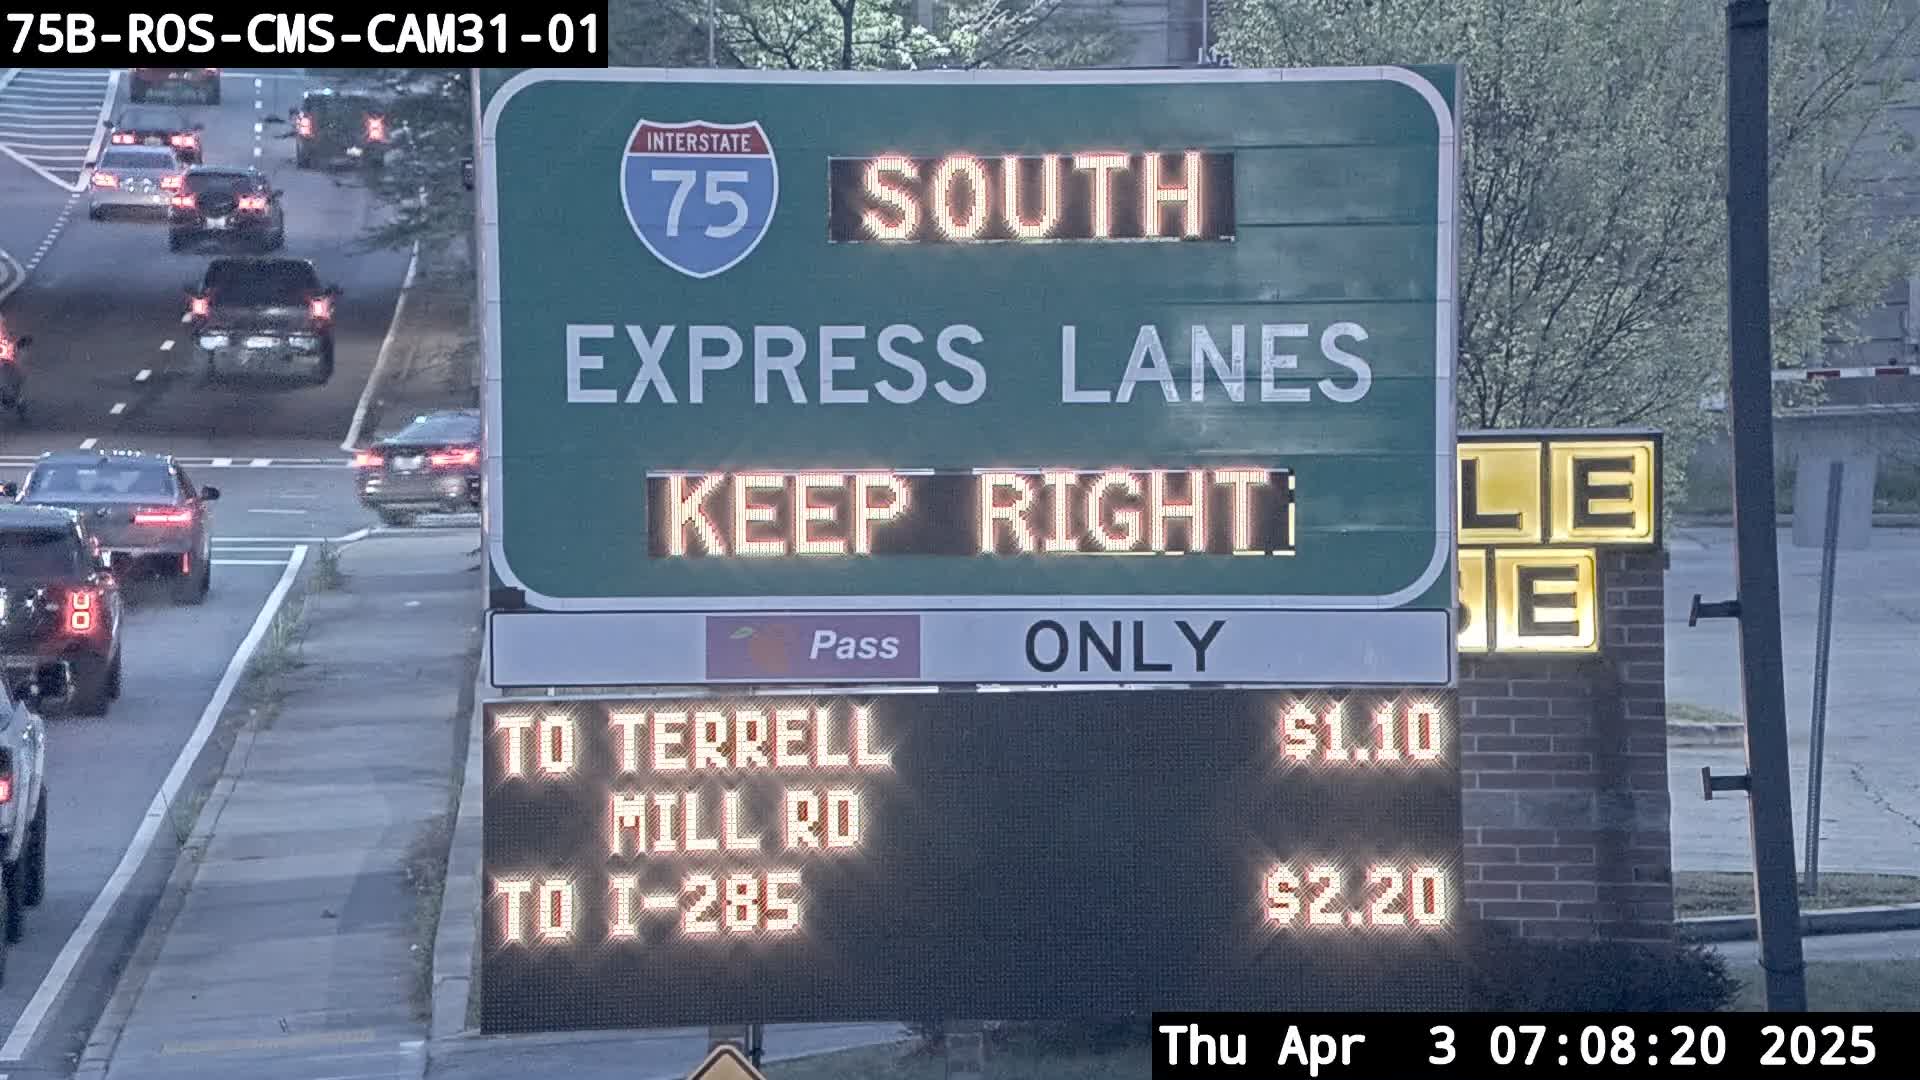 75B-ROS-CMS-CAM31-01
INTERSTATE
75
SOUTH
EXPRESS LANES
KEEP RIGHT
Pass ONLY
TO TERRELL $1.10
MILL RD
TO I-285 $2.20
LE
E
Thu Apr 3 07:08:20 2025